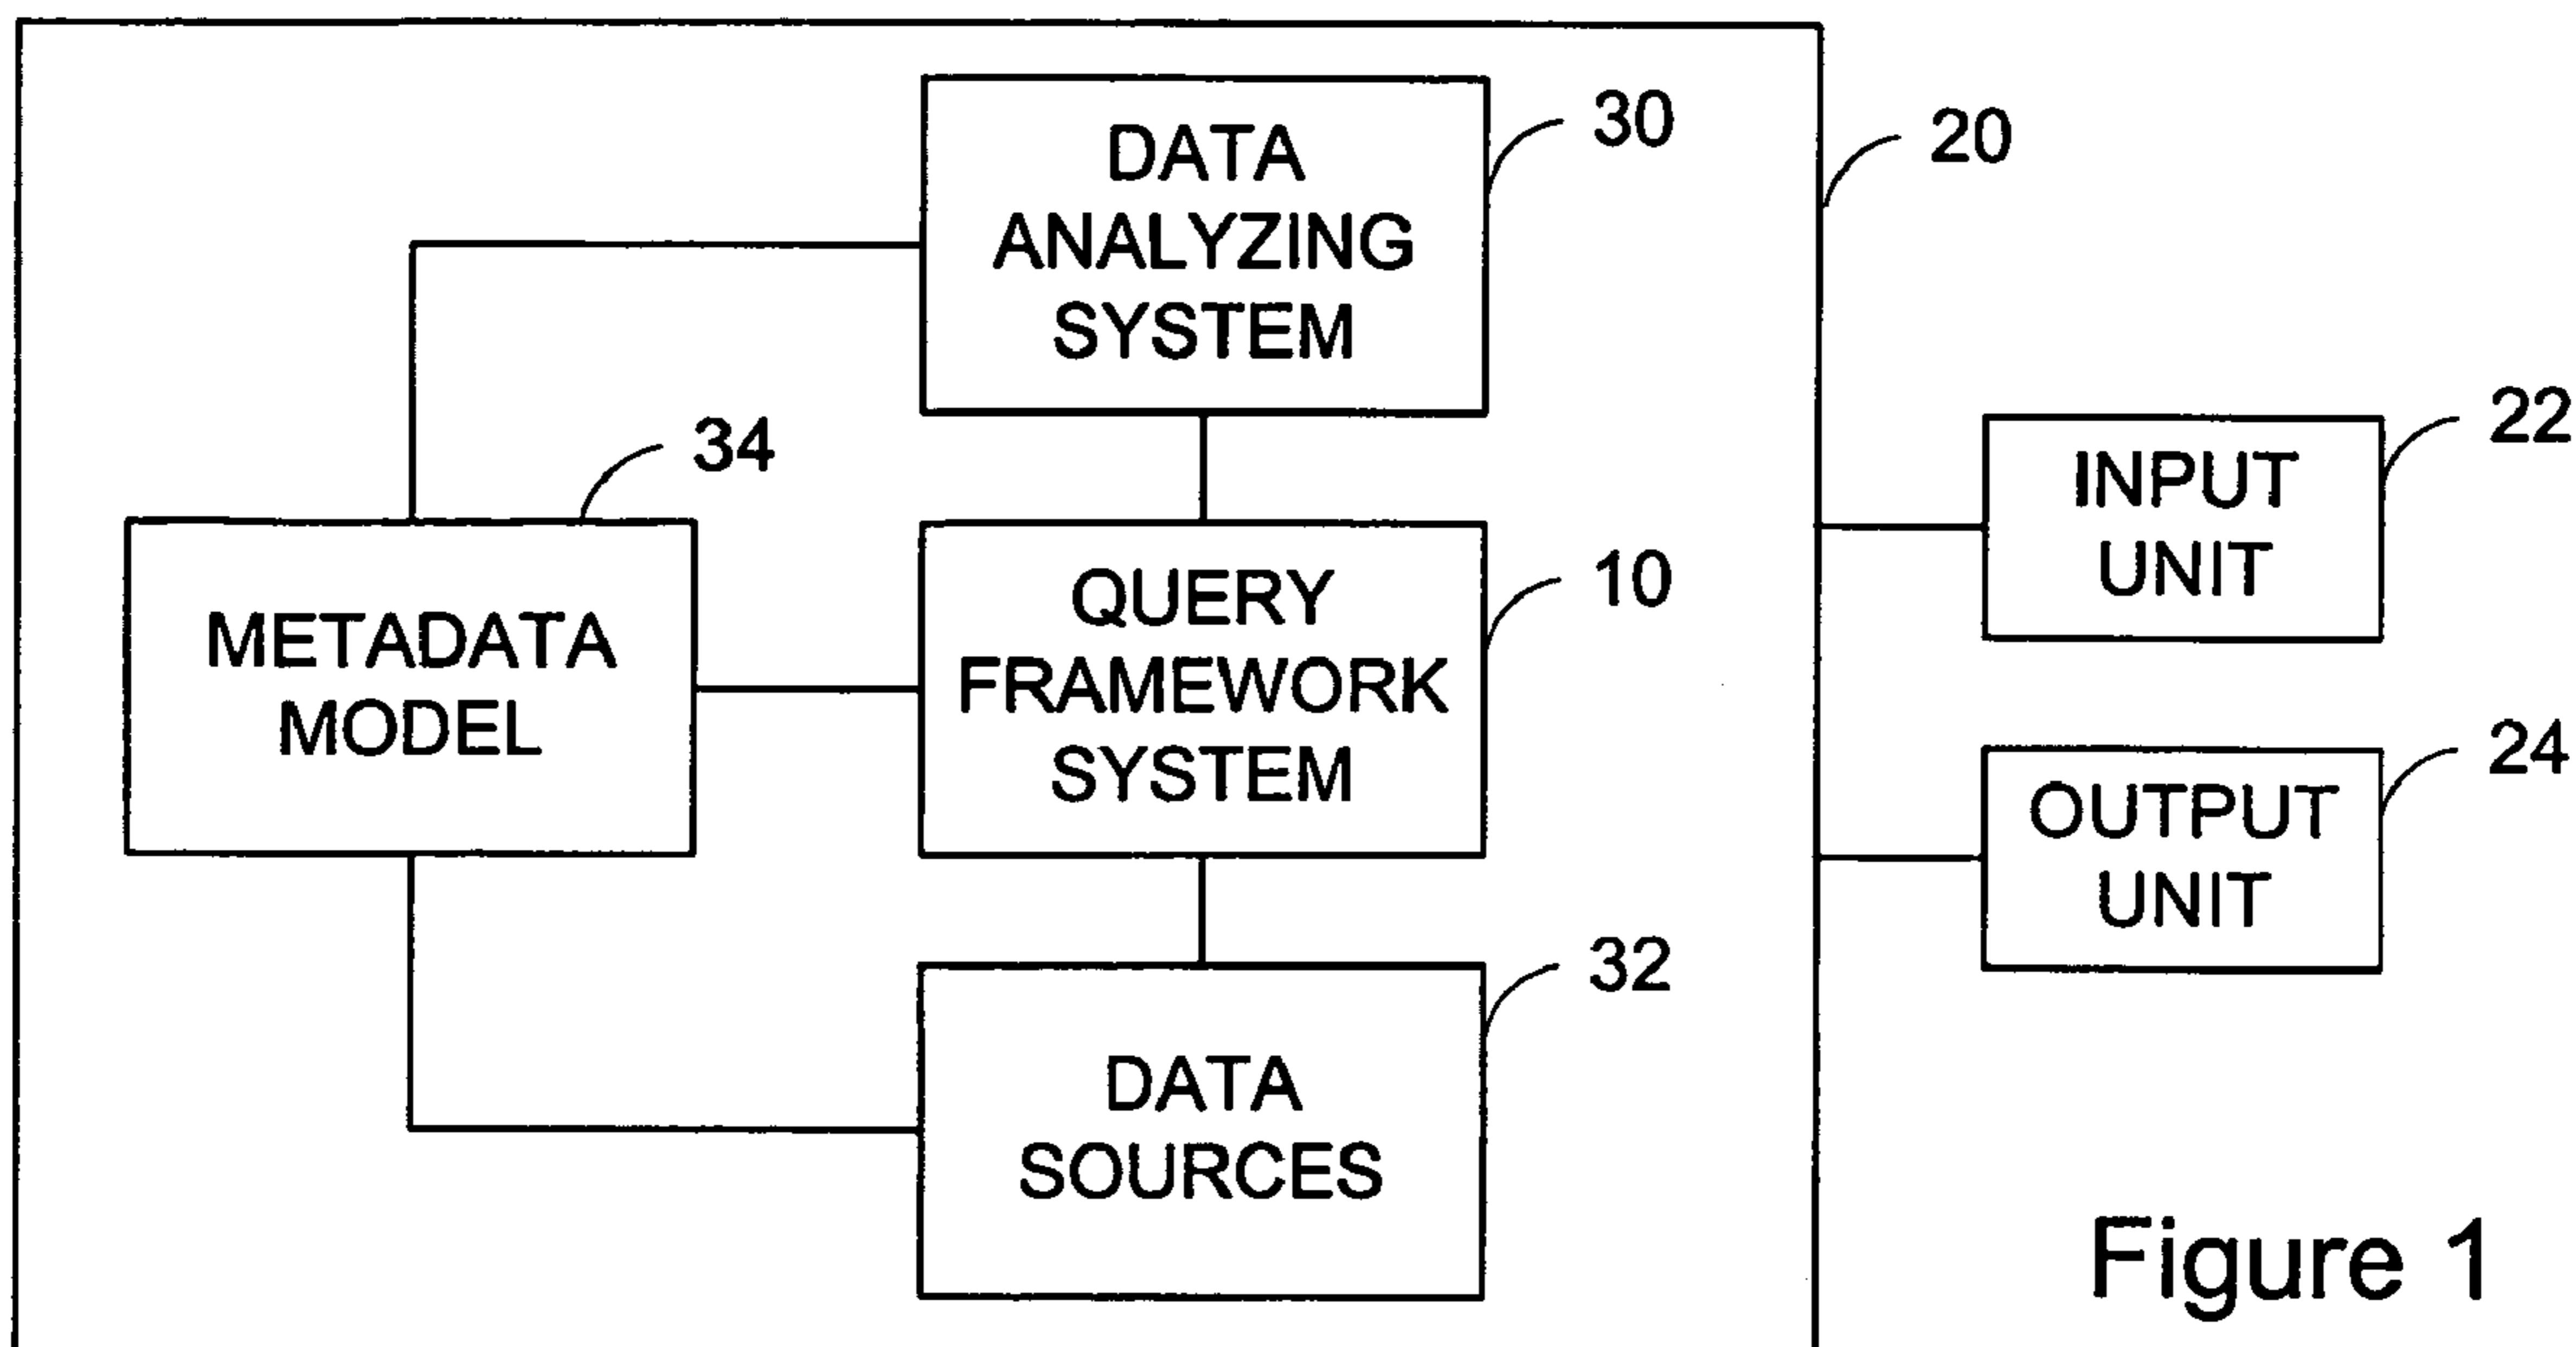 DATA
ANALYZING
SYSTEM
30
20
34
METADATA
MODEL
QUERY
FRAMEWORK
SYSTEM
10
INPUT
UNIT
22
OUTPUT
UNIT
24
DATA
SOURCES
32
Figure 1